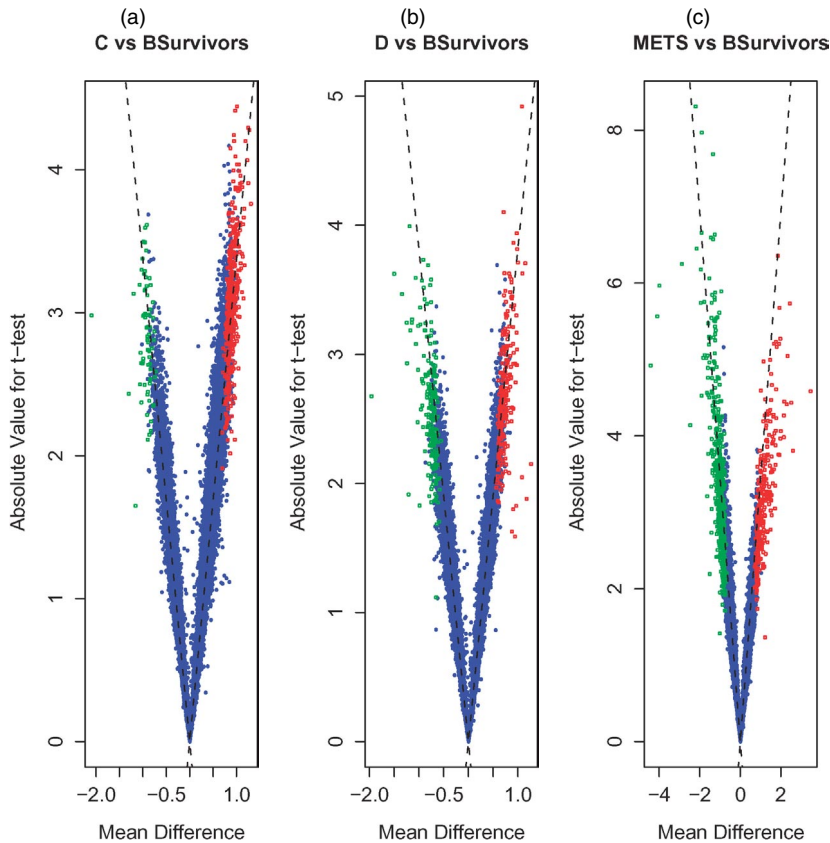 (a)
C vs BSurvivors
Absolute Value for t-test
4
3
2
1
0
−2.0 −0.5 1.0
Mean Difference
(b)
D vs BSurvivors
Absolute Value for t-test
5
4
3
2
1
0
−2.0 −0.5 1.0
Mean Difference
(c)
METS vs BSurvivors
Absolute Value for t-test
8
6
4
2
0
−4 −2 0 2
Mean Difference